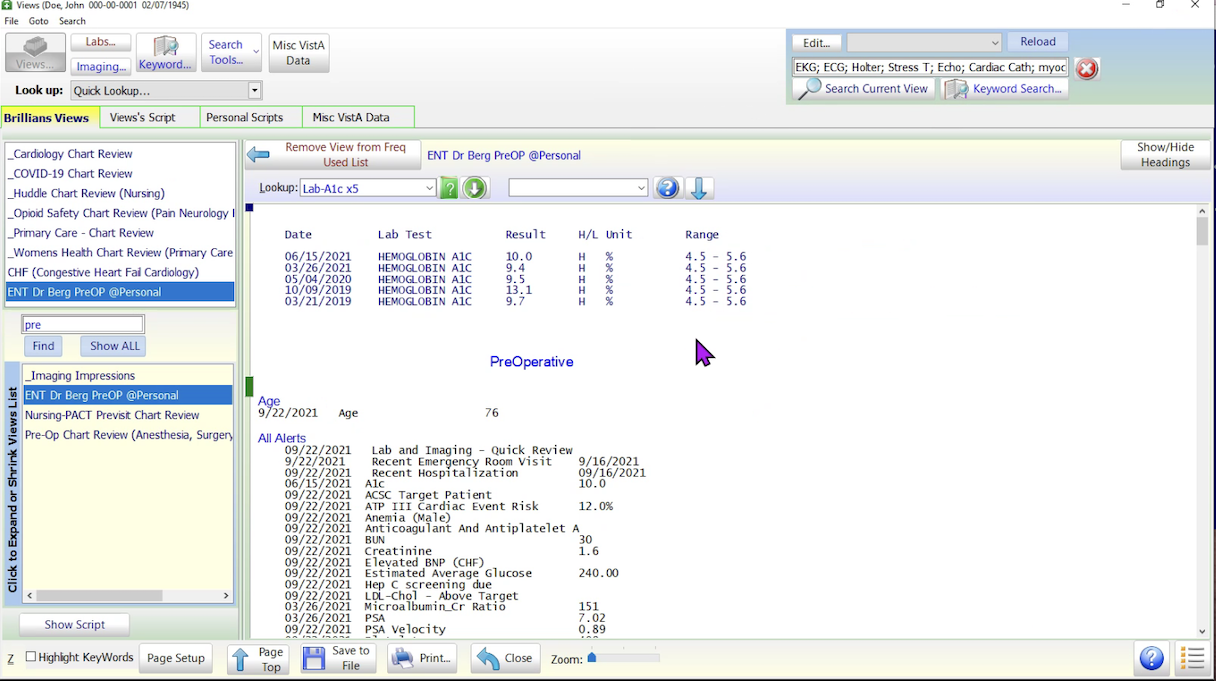 Views (Doe, John 000-00-0001 02/07/1945)
File Goto Search
Views...
Labs...
Imaging...
Keyword...
Search Tools...
Misc VistA Data
Look up: Quick Lookup...
Edit...
Reload
EKG; ECG; Holter; Stress T; Echo; Cardiac Cath; myoc
Search Current View
Keyword Search...
Brillians Views
Views's Script
Personal Scripts
Misc VistA Data
_Cardiology Chart Review
_COVID-19 Chart Review
_Huddle Chart Review (Nursing)
_Opioid Safety Chart Review (Pain Neurology
_Primary Care - Chart Review
_Womens Health Chart Review (Primary Care
CHF (Congestive Heart Fail Cardiology)
ENT Dr Berg PreOP @Personal
pre
Find
Show ALL
Click to Expand or Shrink Views List
_Imaging Impressions
ENT Dr Berg PreOP @Personal
Nursing-PACT Previsit Chart Review
Pre-Op Chart Review (Anesthesia, Surgery
Show Script
Remove View from Freq Used List
ENT Dr Berg PreOP @Personal
Show/Hide Headings
Lookup: Lab-A1c x5
Date Lab Test Result H/L Unit Range
06/15/2021 HEMOGLOBIN A1C 10.0 H % 4.5 - 5.6
03/26/2021 HEMOGLOBIN A1C 9.4 H % 4.5 - 5.6
05/04/2020 HEMOGLOBIN A1C 9.5 H % 4.5 - 5.6
10/09/2019 HEMOGLOBIN A1C 13.1 H % 4.5 - 5.6
03/21/2019 HEMOGLOBIN A1C 9.7 H % 4.5 - 5.6
PreOperative
Age
9/22/2021 Age 76
All Alerts
09/22/2021 Lab and Imaging - Quick Review
9/22/2021 Recent Emergency Room Visit 9/16/2021
09/22/2021 Recent Hospitalization 09/16/2021
06/15/2021 A1c 10.0
09/22/2021 ACSC Target Patient
09/22/2021 ATP III Cardiac Event Risk 12.0%
09/22/2021 Anemia (Male)
09/22/2021 Anticoagulant And Antiplatelet A
09/22/2021 BUN 30
09/22/2021 Creatinine 1.6
09/22/2021 Elevated BNP (CHF)
09/22/2021 Estimated Average Glucose 240.00
09/22/2021 Hep C screening due
09/22/2021 LDL-Chol - Above Target
03/26/2021 Microalbumin_Cr Ratio 151
03/26/2021 PSA 7.02
09/22/2021 PSA Velocity 0.89
Z Highlight KeyWords
Page Setup
Page Top
Save to File
Print...
Close
Zoom: